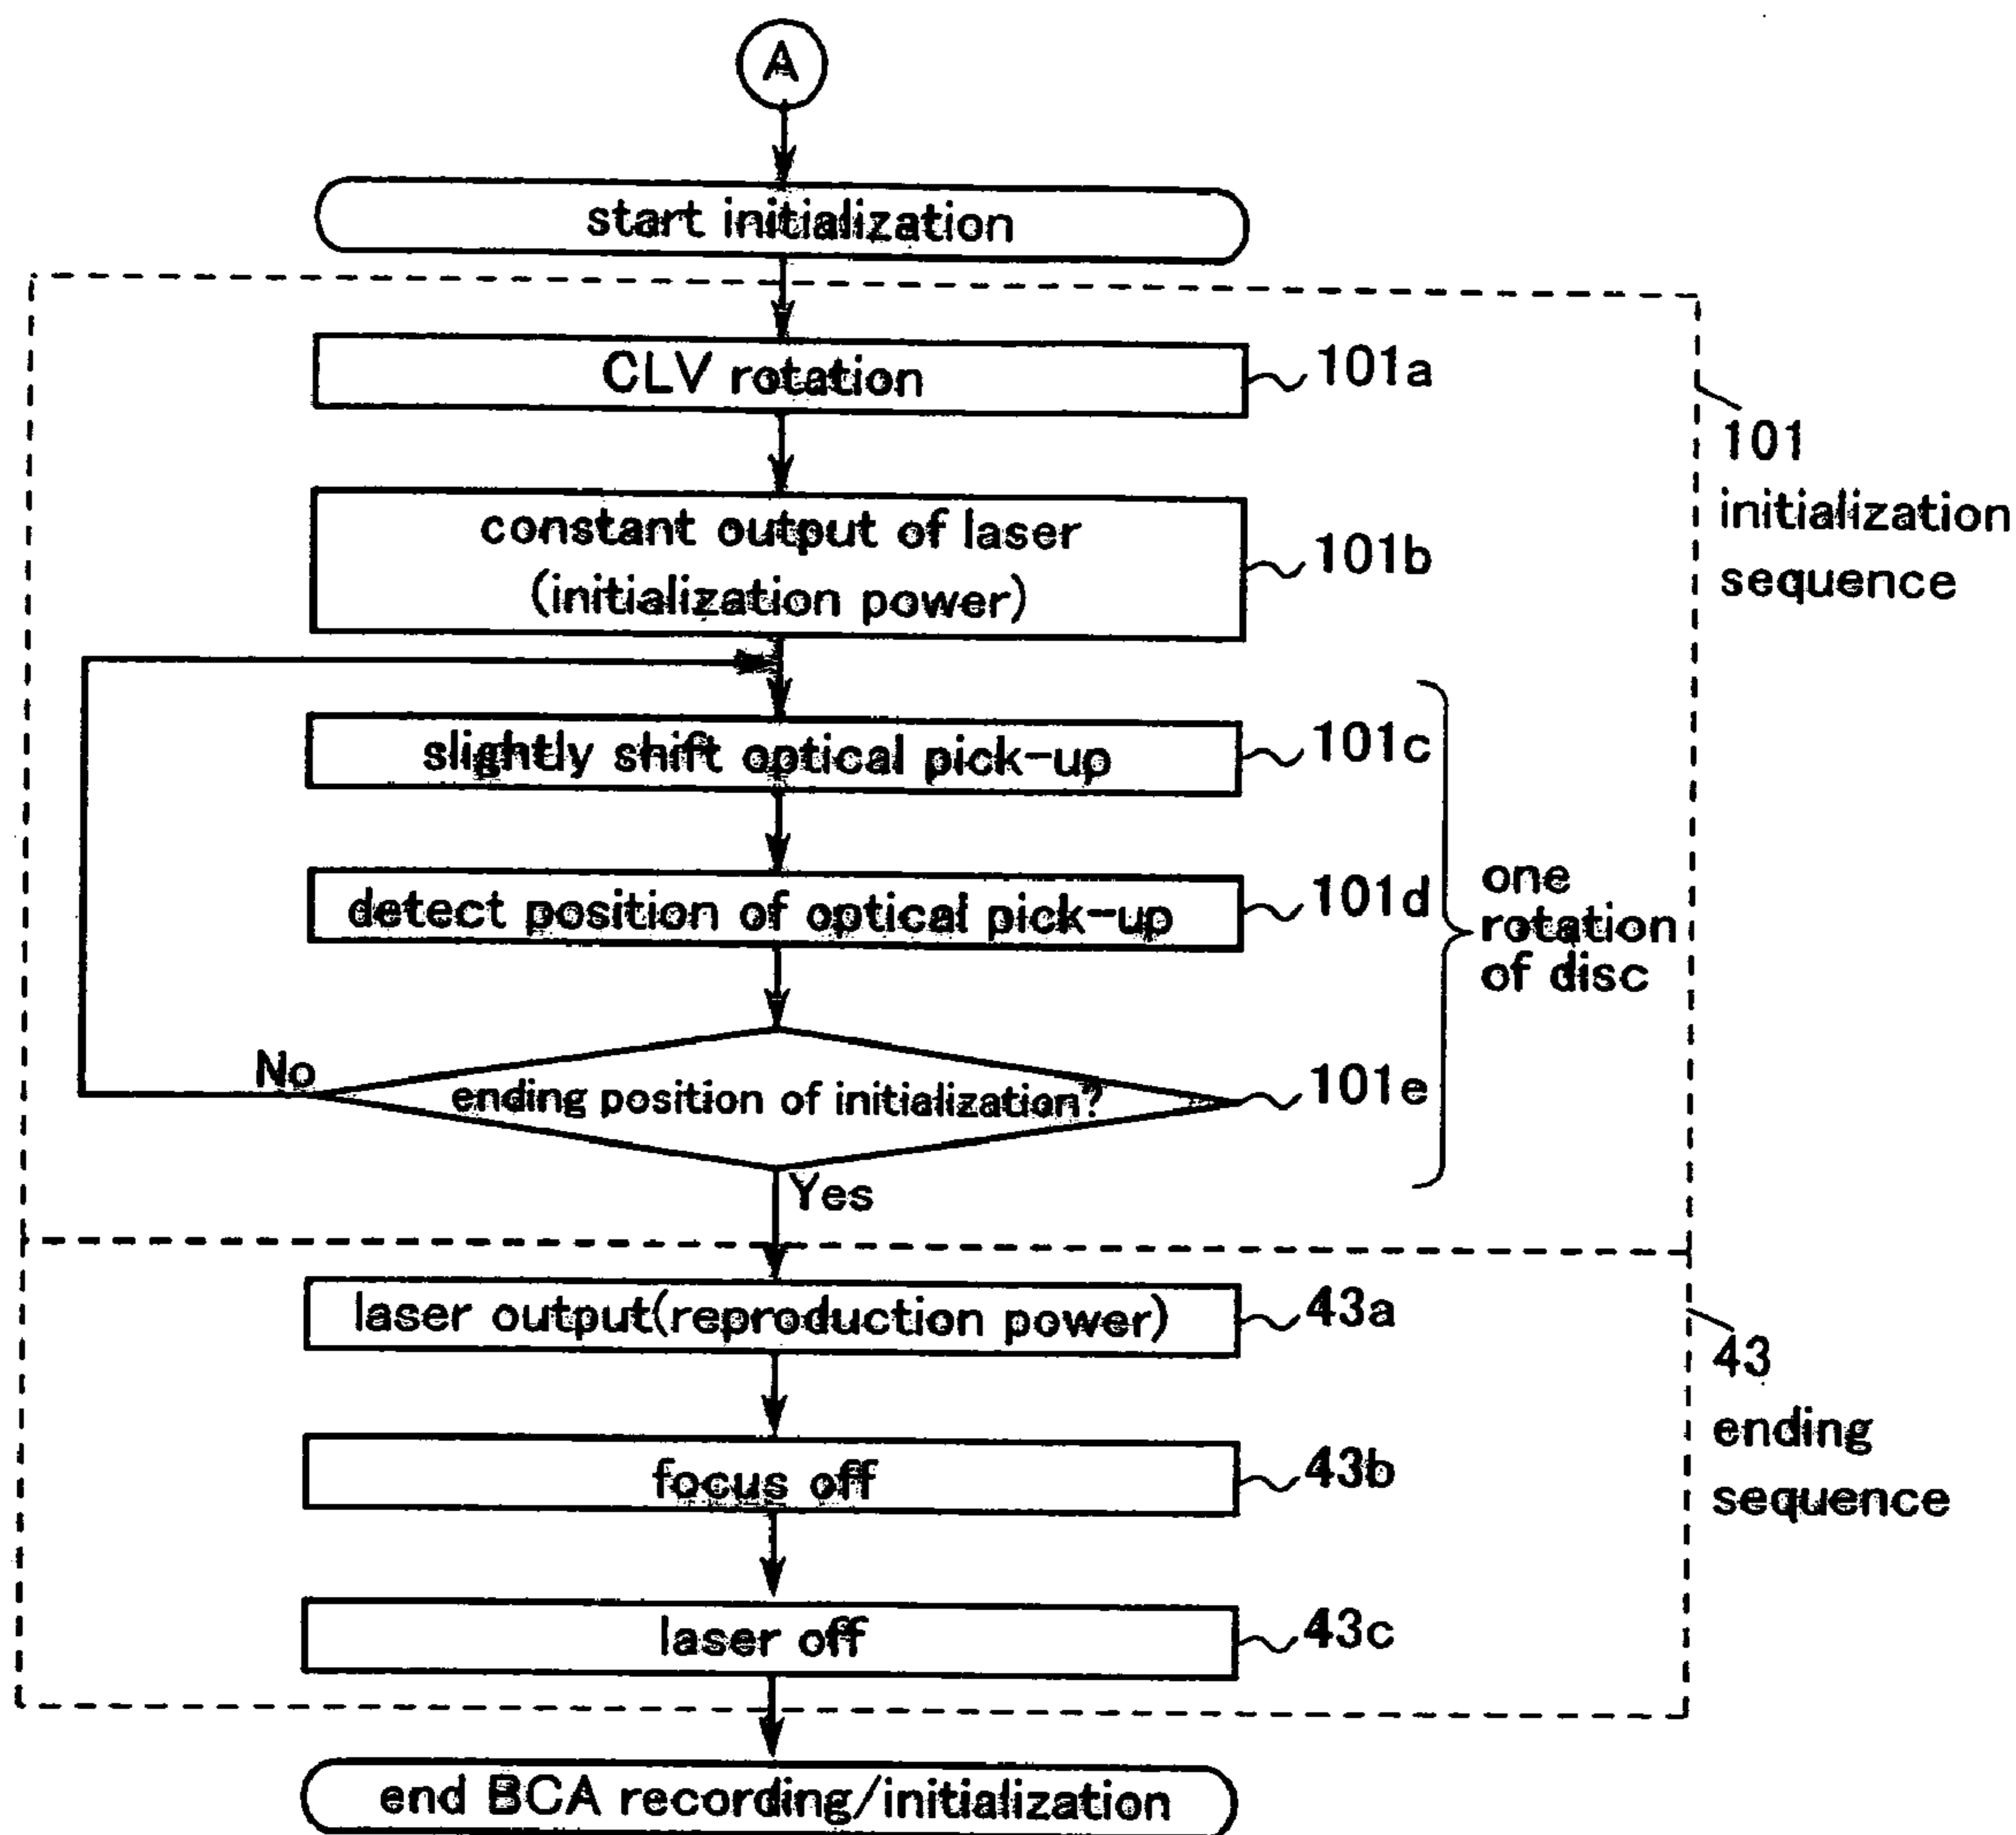 A
start initialization
CLV rotation
101a
101
initialization
sequence
constant output of laser
(initialization power)
101b
slightly shift optical pick-up
101c
detect position of optical pick-up
101d
one
rotation
of disc
No
ending position of initialization?
101e
Yes
laser output(reproduction power)
43a
43
ending
sequence
focus off
43b
laser off
43c
end BCA recording/initialization